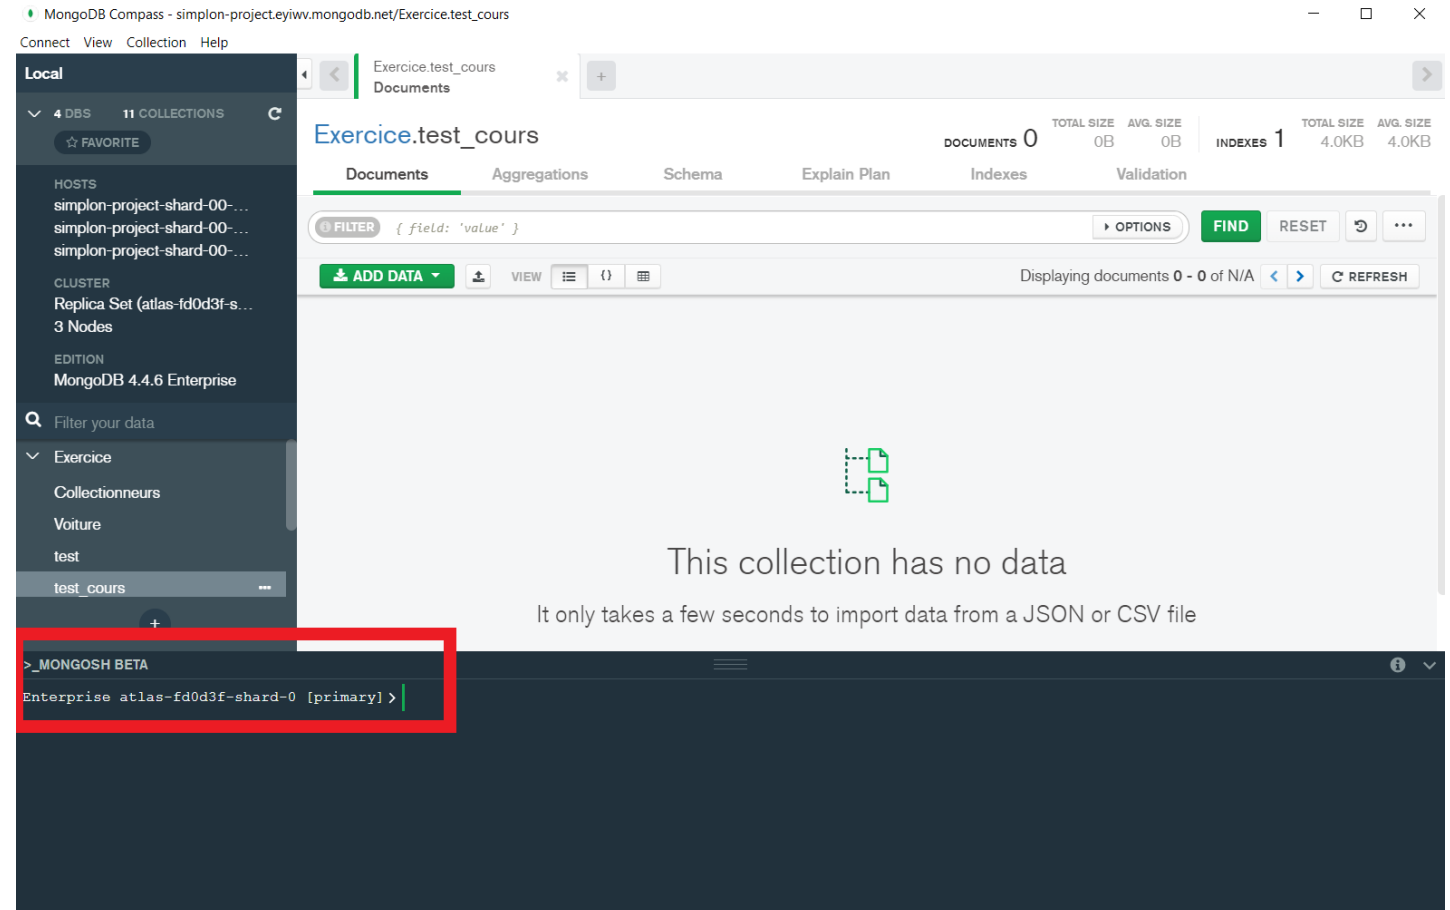 MongoDB Compass - simplon-project.eyiwv.mongodb.net/Exercice.test_cours
Connect View Collection Help
Local
4 DBS 11 COLLECTIONS
FAVORITE
HOSTS
simplon-project-shard-00-...
simplon-project-shard-00-...
simplon-project-shard-00-...
CLUSTER
Replica Set (atlas-fd0d3f-s...
3 Nodes
EDITION
MongoDB 4.4.6 Enterprise
Filter your data
Exercice
Collectionneurs
Voiture
test
test_cours
Exercice.test_cours
Documents
Exercice.test_cours
DOCUMENTS 0
TOTAL SIZE AVG. SIZE
0B 0B
INDEXES 1
TOTAL SIZE AVG. SIZE
4.0KB 4.0KB
Documents Aggregations Schema Explain Plan Indexes Validation
FILTER { field: 'value' } OPTIONS FIND RESET
ADD DATA VIEW {} Displaying documents 0 - 0 of N/A REFRESH
This collection has no data
It only takes a few seconds to import data from a JSON or CSV file
>_MONGOSH BETA
Enterprise atlas-fd0d3f-shard-0 [primary] >